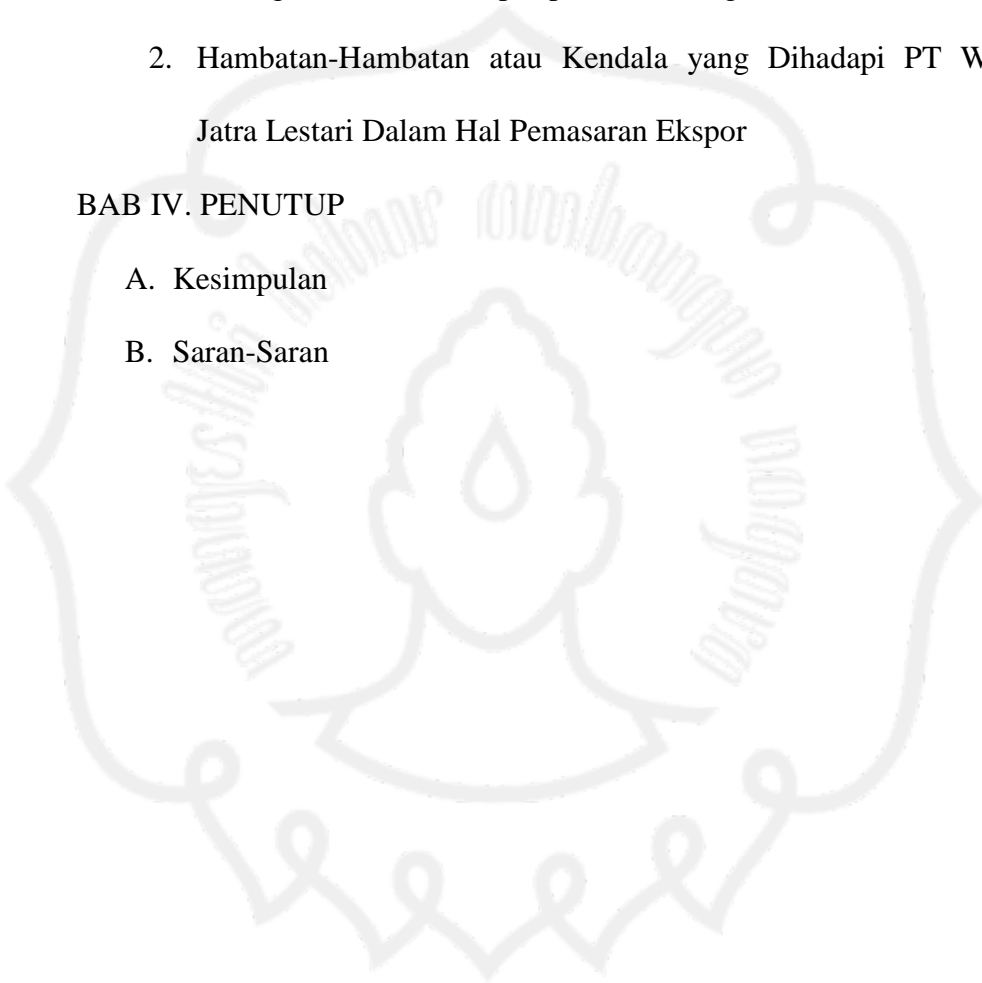 2. Hambatan-Hambatan atau Kendala yang Dihadapi PT W
Jatra Lestari Dalam Hal Pemasaran Ekspor
BAB IV. PENUTUP
A. Kesimpulan
B. Saran-Saran